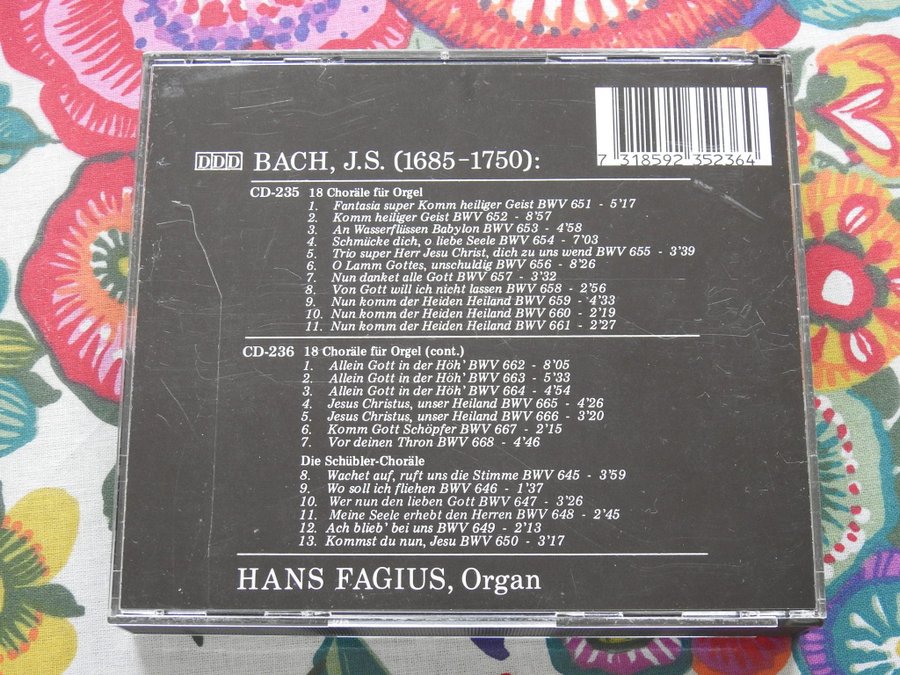 7 318592 352364
DDD BACH, J.S. (1685-1750):
CD-235 18 Choräle für Orgel
1. Fantasia super Komm heiliger Geist BWV 651 - 5'17
2. Komm heiliger Geist BWV 652 - 8'57
3. An Wasserflüssen Babylon BWV 653 - 4'58
4. Schmücke dich, o liebe Seele BWV 654 - 7'03
5. Trio super Herr Jesu Christ, dich zu uns wend BWV 655 - 3'39
6. O Lamm Gottes, unschuldig BWV 656 - 8'26
7. Nun danket alle Gott BWV 657 - 3'32
8. Von Gott will ich nicht lassen BWV 658 - 2'56
9. Nun komm der Heiden Heiland BWV 659 - 4'33
10. Nun komm der Heiden Heiland BWV 660 - 2'19
11. Nun komm der Heiden Heiland BWV 661 - 2'27
CD-236 18 Choräle für Orgel (cont.)
1. Allein Gott in der Höh' BWV 662 - 8'05
2. Allein Gott in der Höh' BWV 663 - 5'33
3. Allein Gott in der Höh' BWV 664 - 4'54
4. Jesus Christus, unser Heiland BWV 665 - 4'26
5. Jesus Christus, unser Heiland BWV 666 - 3'20
6. Komm Gott Schöpfer BWV 667 - 2'15
7. Vor deinen Thron BWV 668 - 4'46
Die Schübler-Choräle
8. Wachet auf, ruft uns die Stimme BWV 645 - 3'59
9. Wo soll ich fliehen BWV 646 - 1'37
10. Wer nun den lieben Gott BWV 647 - 3'26
11. Meine Seele erhebt den Herren BWV 648 - 2'45
12. Ach blieb' bei uns BWV 649 - 2'13
13. Kommst du nun, Jesu BWV 650 - 3'17
HANS FAGIUS, Organ